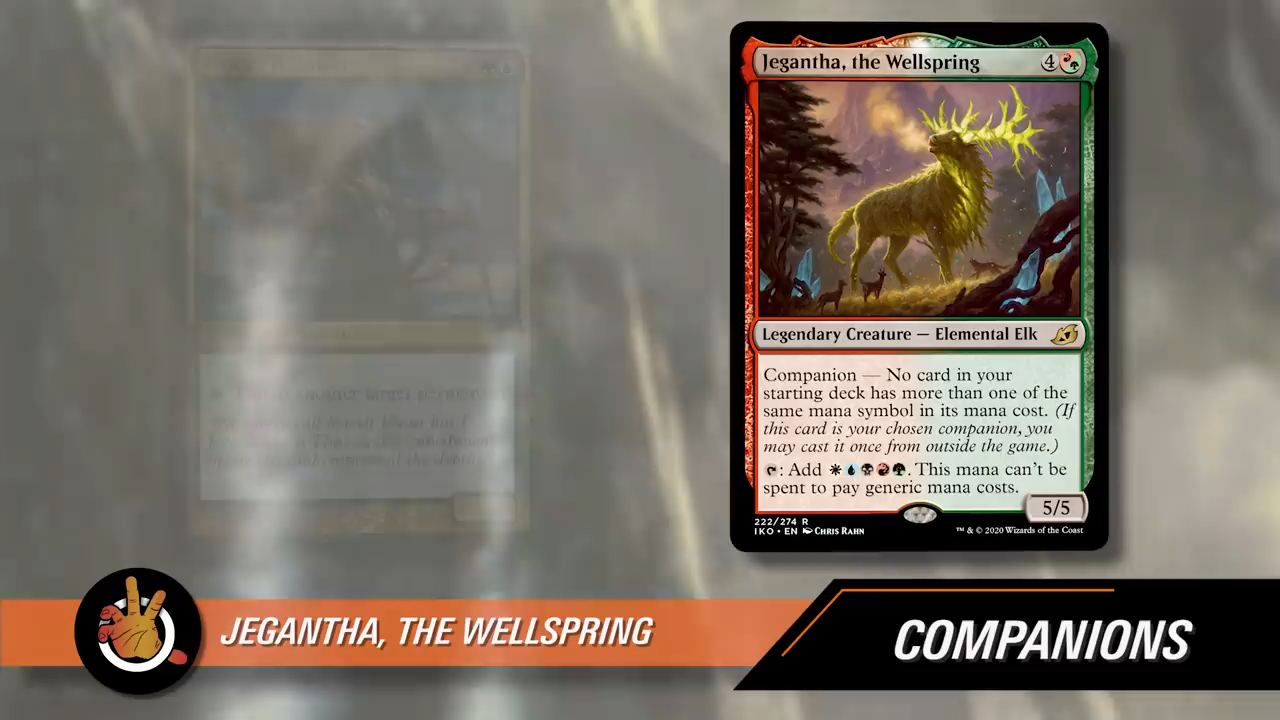 Jegantha, the Wellspring 4
Legendary Creature — Elemental Elk
Companion — No card in your
starting deck has more than one of the
same mana symbol in its mana cost. (If
this card is your chosen companion, you
may cast it once from outside the game.)
: Add . This mana can't be
spent to pay generic mana costs.
5/5
222/274 R
IKO • EN Chris Rahn
™ & © 2020 Wizards of the Coast
another target
JEGANTHA, THE WELLSPRING
COMPANIONS